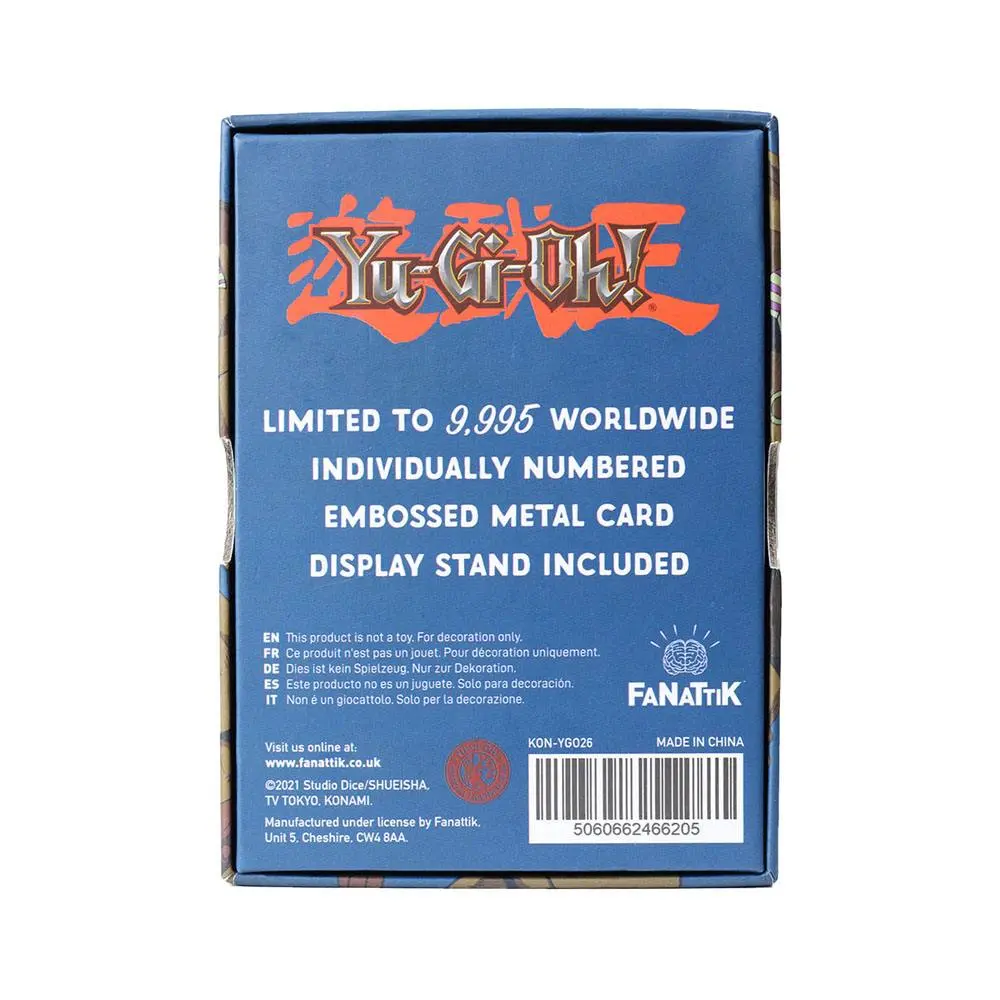 遊戯王
Yu-Gi-Oh!
®
LIMITED TO 9,995 WORLDWIDE
INDIVIDUALLY NUMBERED
EMBOSSED METAL CARD
DISPLAY STAND INCLUDED
EN This product is not a toy. For decoration only.
FR Ce produit n'est pas un jouet. Pour décoration uniquement.
DE Dies ist kein Spielzeug. Nur zur Dekoration.
ES Este producto no es un juguete. Solo para decoración.
IT Non é un giocattolo. Solo per la decorazione.
FANATTIK
Visit us online at:
www.fanattik.co.uk
©2021 Studio Dice/SHUEISHA,
TV TOKYO, KONAMI.
Manufactured under license by Fanattik,
Unit 5, Cheshire, CW4 8AA.
KON-YGO26
MADE IN CHINA
5060662466205